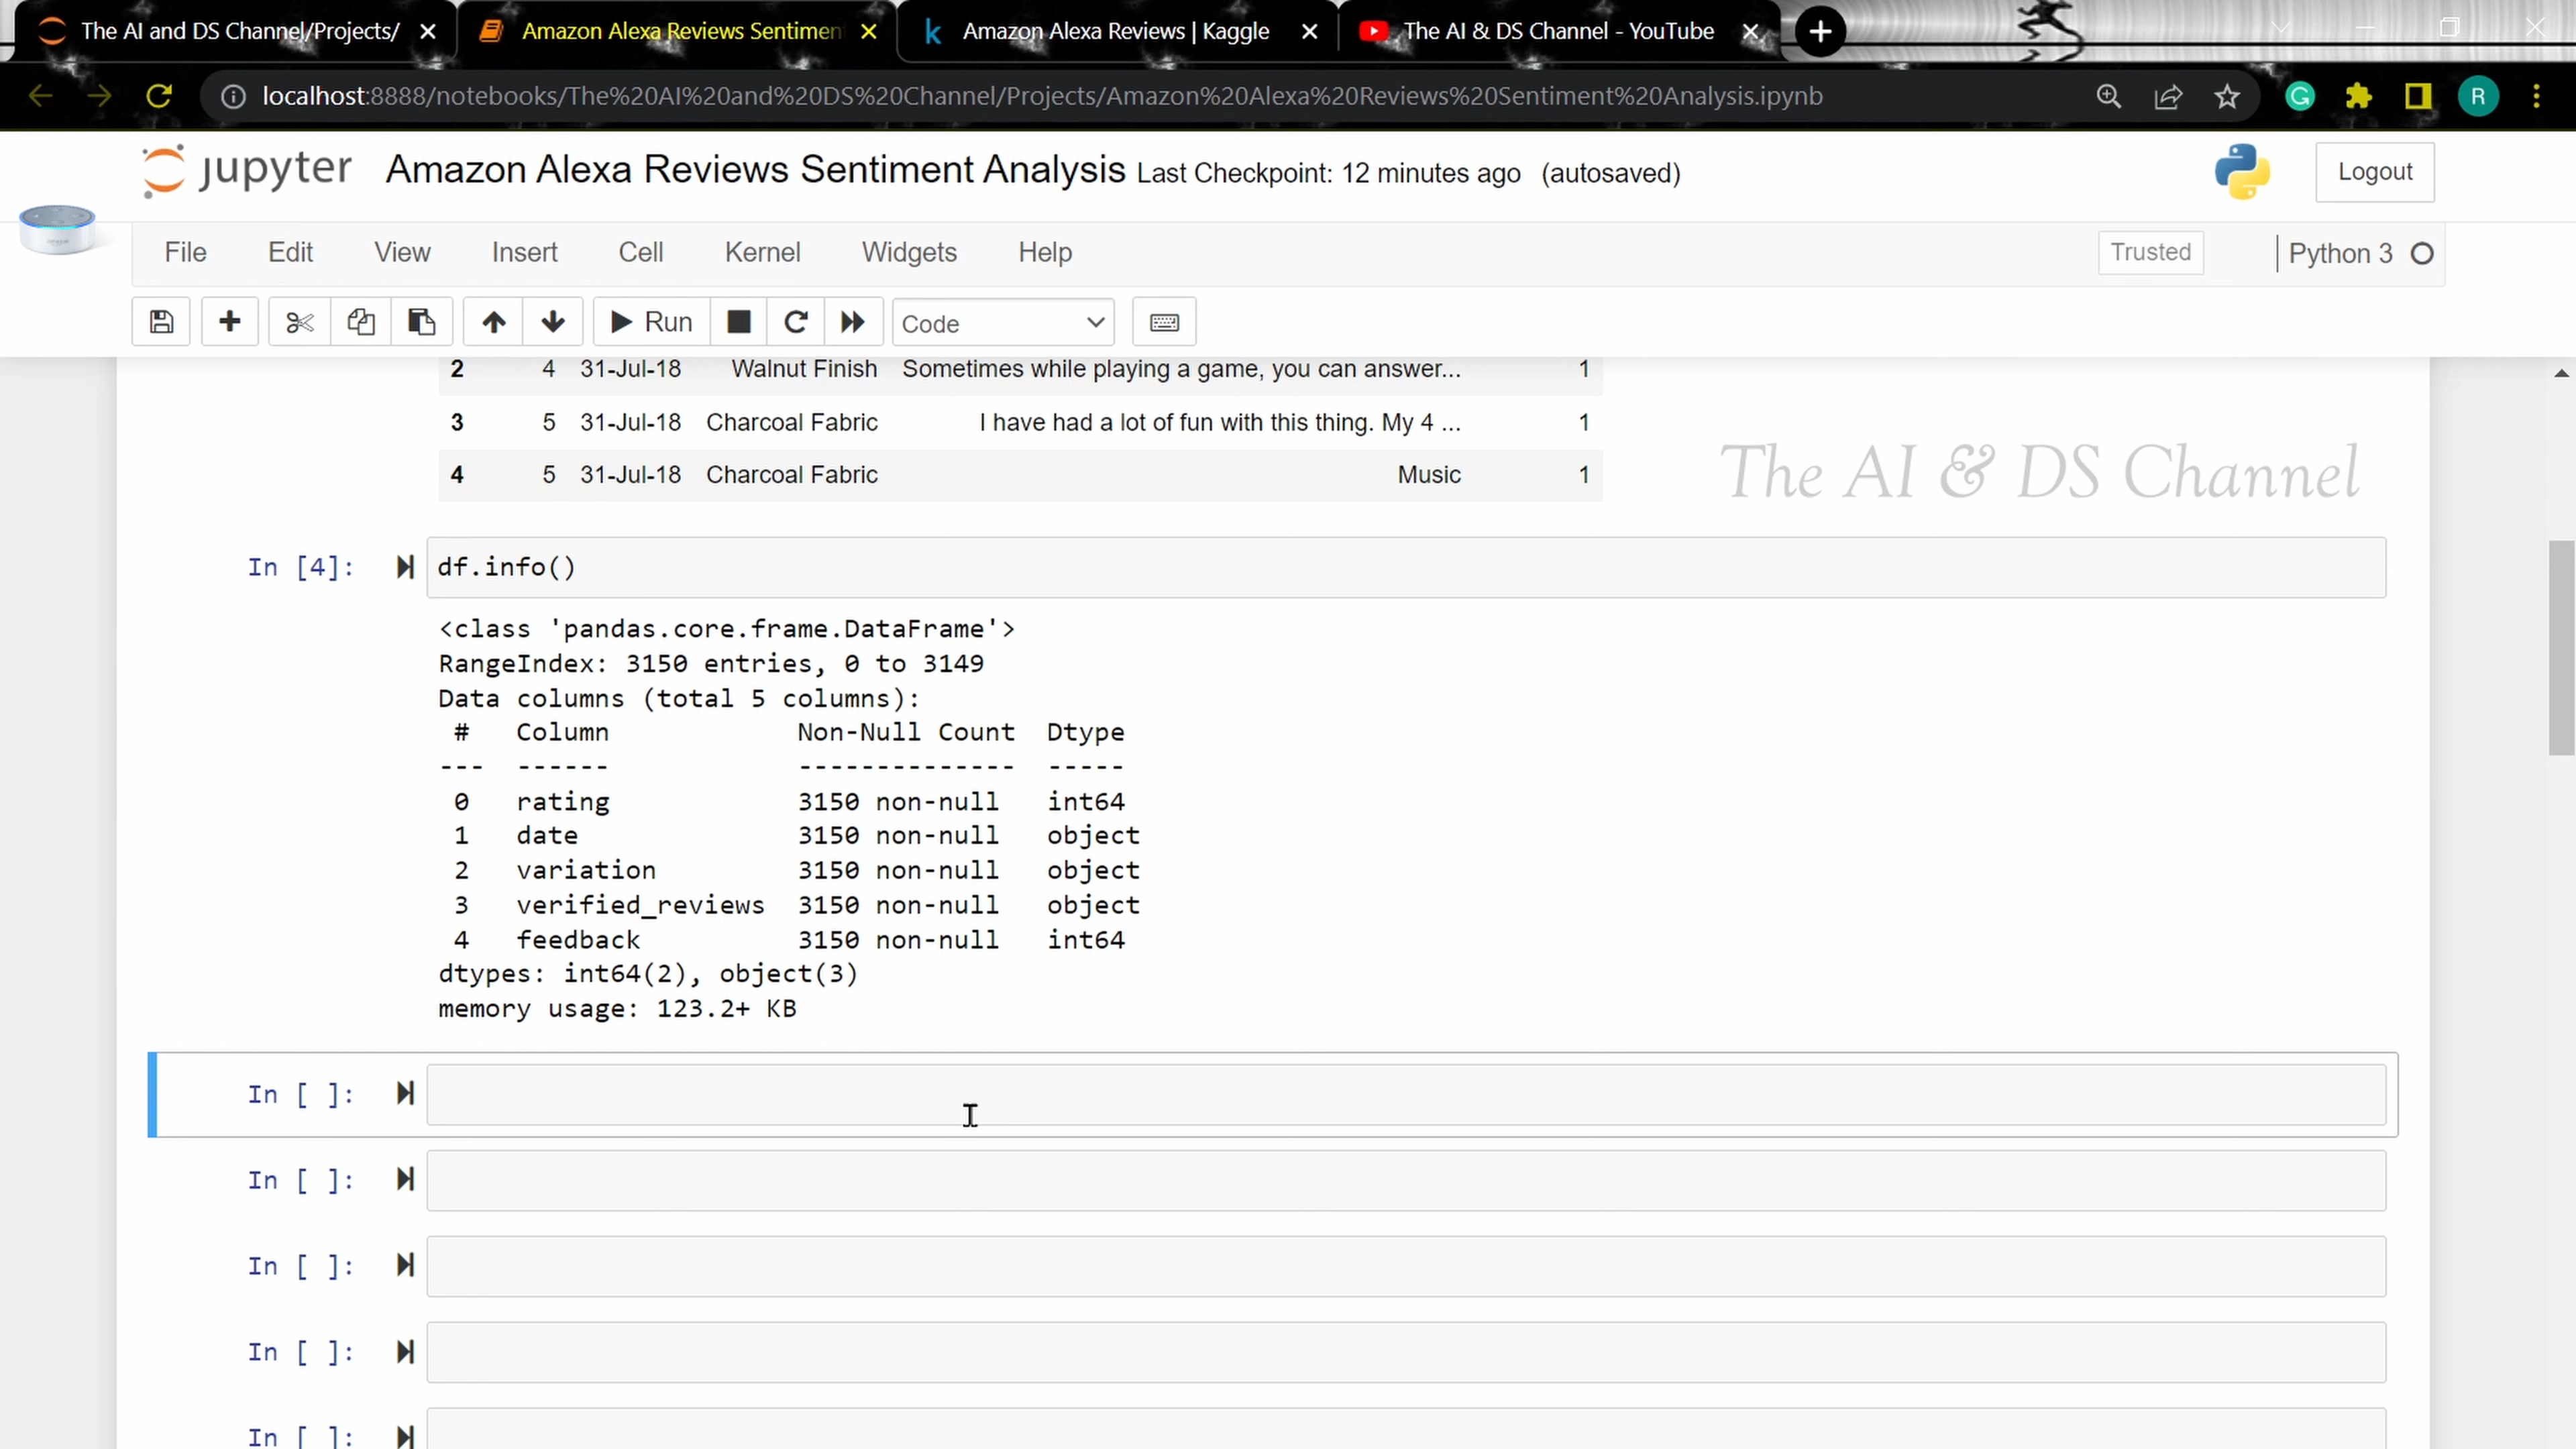 The AI and DS Channel/Projects/
Amazon Alexa Reviews Sentimen
k
Amazon Alexa Reviews | Kaggle
The AI & DS Channel - YouTube
localhost:8888/notebooks/The%20AI%20and%20DS%20Channel/Projects/Amazon%20Alexa%20Reviews%20Sentiment%20Analysis.ipynb
G
R
jupyter
Amazon Alexa Reviews Sentiment Analysis Last Checkpoint: 12 minutes ago (autosaved)
Logout
File Edit View Insert Cell Kernel Widgets Help
Trusted
Python 3
Run
Code
2 4 31-Jul-18 Walnut Finish Sometimes while playing a game, you can answer... 1
3 5 31-Jul-18 Charcoal Fabric I have had a lot of fun with this thing. My 4 ... 1
4 5 31-Jul-18 Charcoal Fabric Music 1
The AI & DS Channel
In [4]: df.info()
<class 'pandas.core.frame.DataFrame'>
RangeIndex: 3150 entries, 0 to 3149
Data columns (total 5 columns):
# Column Non-Null Count Dtype
--- ------ -------------- -----
0 rating 3150 non-null int64
1 date 3150 non-null object
2 variation 3150 non-null object
3 verified_reviews 3150 non-null object
4 feedback 3150 non-null int64
dtypes: int64(2), object(3)
memory usage: 123.2+ KB
In [ ]:
In [ ]:
In [ ]:
In [ ]:
In [ ]: